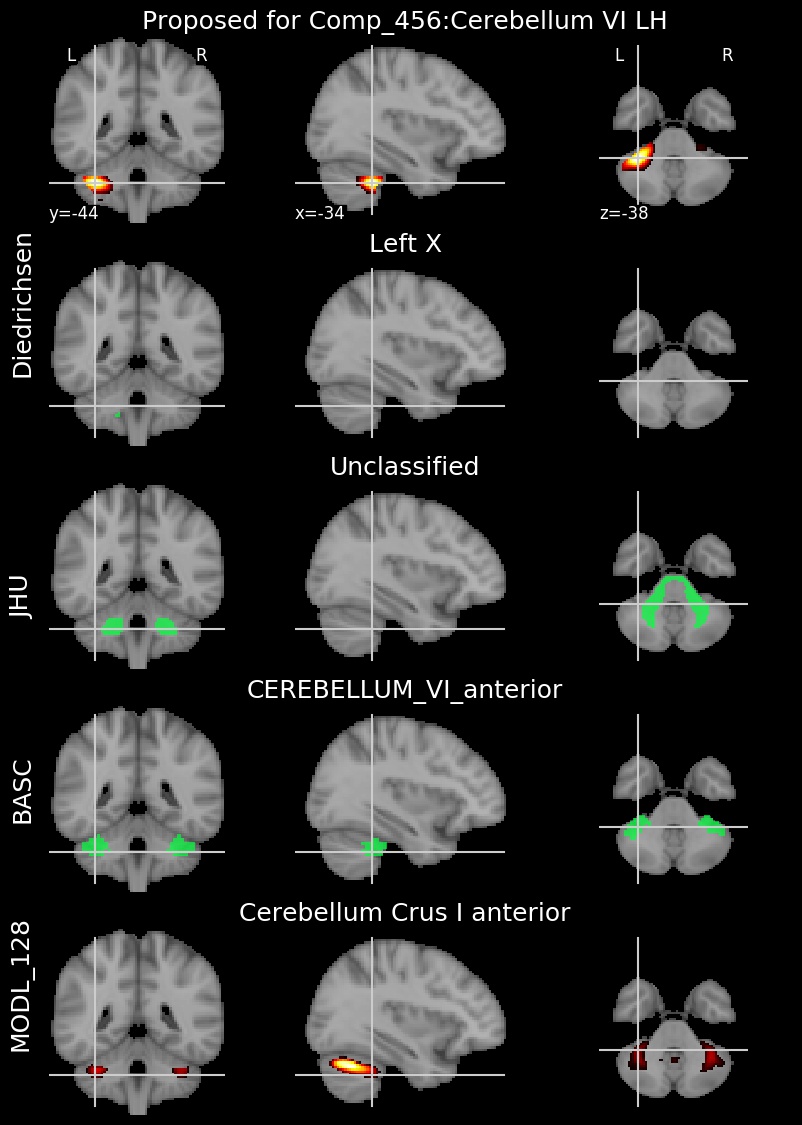 Proposed for Comp_456:Cerebellum VI LH
L R L R
y=-44 x=-34 z=-38
Left X
Diedrichsen
Unclassified
JHU
CEREBELLUM_VI_anterior
BASC
Cerebellum Crus I anterior
MODL_128